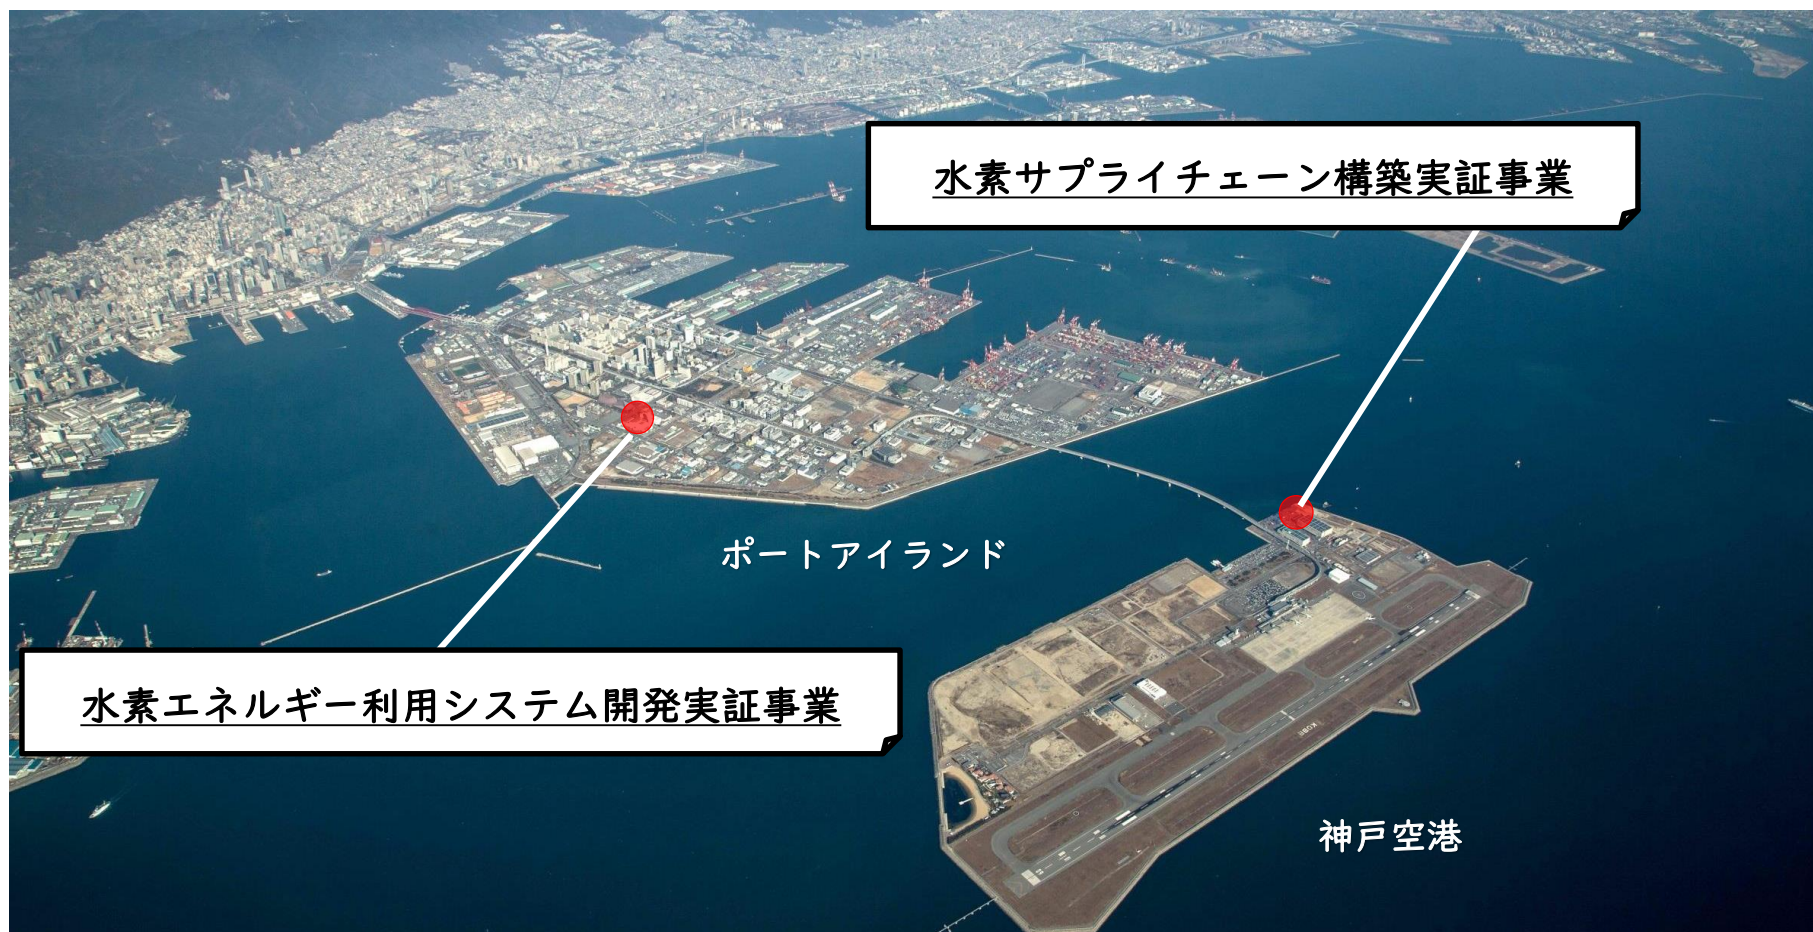 水素サプライチェーン構築実証事業
ポートアイランド
水素エネルギー利用システム開発実証事業
神戸空港
KOBE